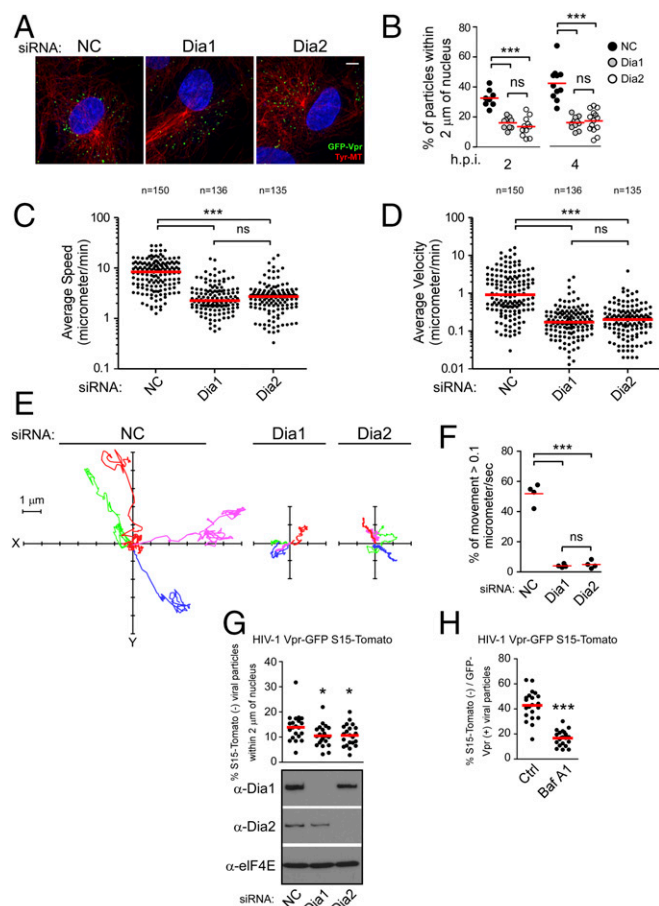 A
siRNA: NC Dia1 Dia2
GFP-Vpr
Tyr-MT
B
% of particles within
2 μm of nucleus
80
60
40
20
0
*** ***
ns ns
NC
Dia1
Dia2
h.p.i. 2 4
C
n=150 n=136 n=135
***
ns
Average Speed
(micrometer/min)
100
10
1
0.1
siRNA: NC Dia1 Dia2
D
n=150 n=136 n=135
***
ns
Average Velocity
(micrometer/min)
100
10
1
0.1
0.01
siRNA: NC Dia1 Dia2
E
siRNA: NC Dia1 Dia2
1 μm
X
Y
F
% of movement > 0.1
micrometer/sec
80
60
40
20
0
***
ns
siRNA: NC Dia1 Dia2
G
HIV-1 Vpr-GFP S15-Tomato
% S15-Tomato (-) viral particles
within 2 μm of nucleus
40
30
20
10
0
* *
α-Dia1
α-Dia2
α-eIF4E
siRNA: NC Dia1 Dia2
H
HIV-1 Vpr-GFP S15-Tomato
% S15-Tomato (-) / GFP-
Vpr (+) viral particles
80
60
40
20
0
***
Ctrl Baf A1